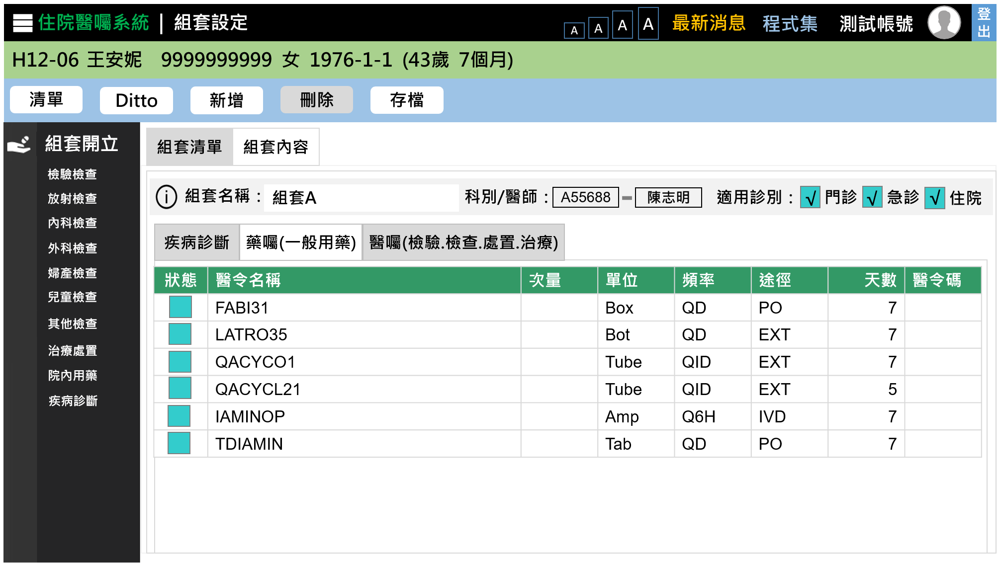 住院醫囑系統 | 組套設定 A A A A 最新消息 程式集 測試帳號 登出
H12-06 王安妮 9999999999 女 1976-1-1 (43歲 7個月)
清單 Ditto 新增 刪除 存檔
組套開立
檢驗檢查
放射檢查
內科檢查
外科檢查
婦產檢查
兒童檢查
其他檢查
治療處置
院內用藥
疾病診斷
組套清單 組套內容
組套名稱： 組套A 科別/醫師： A55688 - 陳志明 適用診別： √ 門診 √ 急診 √ 住院
疾病診斷 藥囑(一般用藥) 醫囑(檢驗.檢查.處置.治療)
狀態 醫令名稱 次量 單位 頻率 途徑 天數 醫令碼
FABI31 Box QD PO 7
LATRO35 Bot QD EXT 7
QACYCO1 Tube QID EXT 7
QACYCL21 Tube QID EXT 5
IAMINOP Amp Q6H IVD 7
TDIAMIN Tab QD PO 7